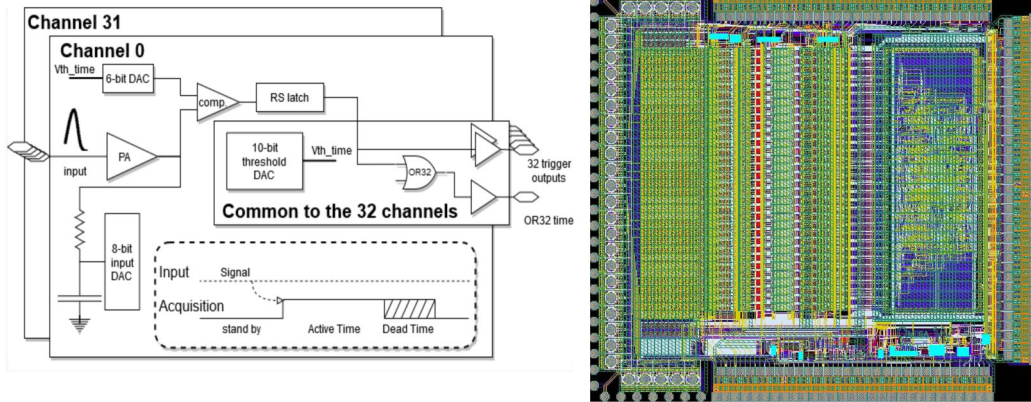 Channel 31
Channel 0
Vth_time
6-bit DAC
comp.
RS latch
PA
input
10-bit
threshold
DAC
Vth_time
OR32
32 trigger
outputs
OR32 time
Common to the 32 channels
8-bit
input
DAC
Input
Signal
Acquisition
stand by
Active Time
Dead Time